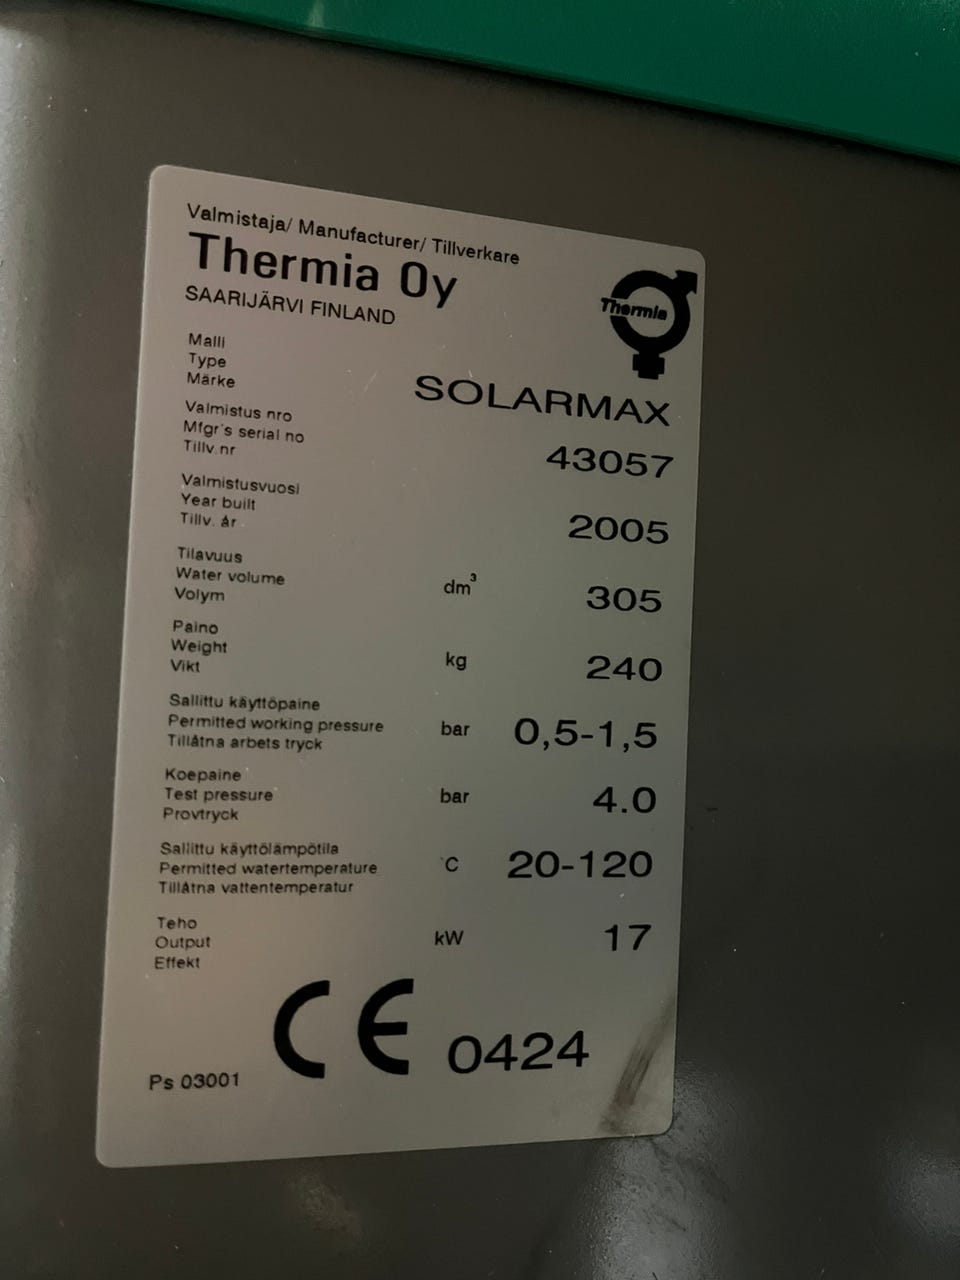 Valmistaja/ Manufacturer/ Tillverkare
Thermia Oy
SAARIJÄRVI FINLAND
Thermia
Malli
Type
Märke
SOLARMAX
Valmistus nro
Mfgr's serial no
Tillv.nr
43057
Valmistusvuosi
Year built
Tillv. år
2005
Tilavuus
Water volume
Volym
dm³
305
Paino
Weight
Vikt
kg
240
Sallittu käyttöpaine
Permitted working pressure
Tillåtna arbets tryck
bar
0,5-1,5
Koepaine
Test pressure
Provtryck
bar
4.0
Sallittu käyttölämpötila
Permitted watertemperature
Tillåtna vattentemperatur
°C
20-120
Teho
Output
Effekt
kW
17
CE 0424
Ps 03001